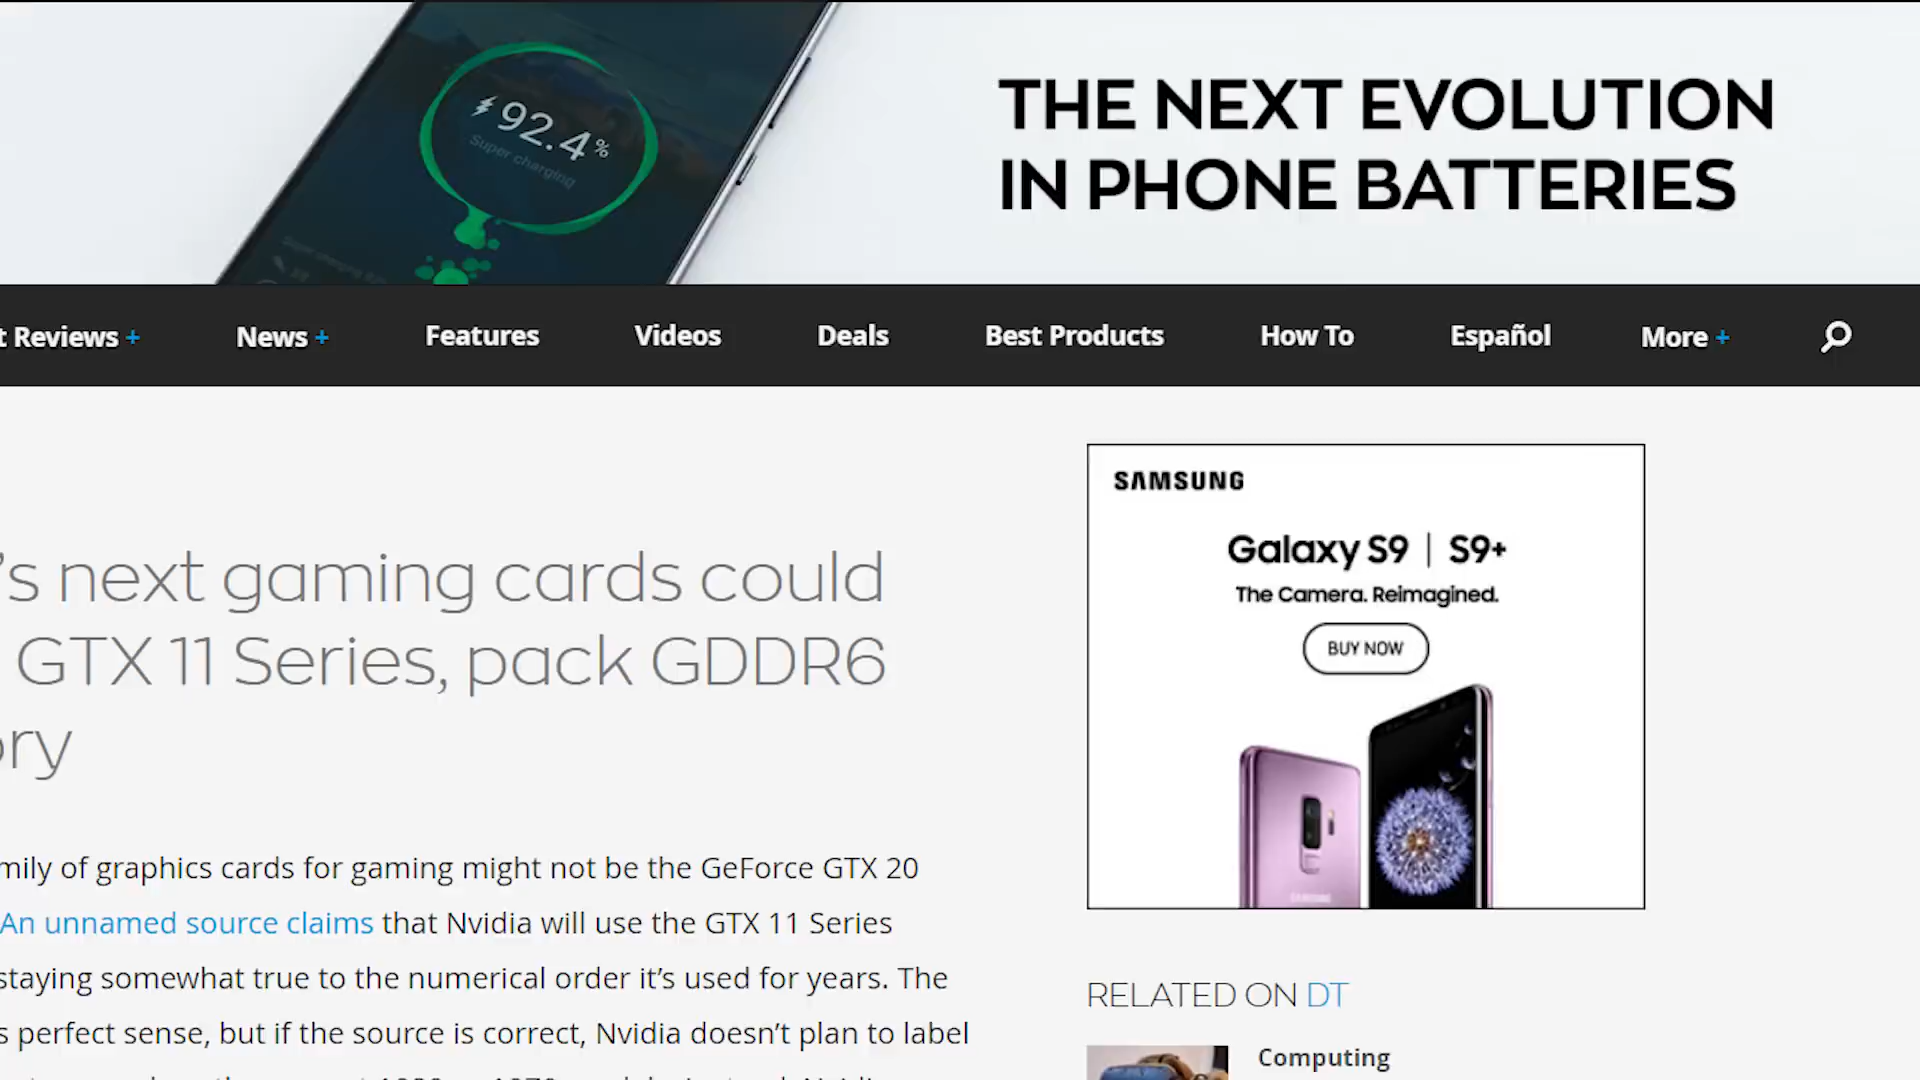 92.4%
Super charging
THE NEXT EVOLUTION
IN PHONE BATTERIES
t Reviews + News + Features Videos Deals Best Products How To Español More +
's next gaming cards could
GTX 11 Series, pack GDDR6
ory
mily of graphics cards for gaming might not be the GeForce GTX 20
An unnamed source claims that Nvidia will use the GTX 11 Series
staying somewhat true to the numerical order it's used for years. The
s perfect sense, but if the source is correct, Nvidia doesn't plan to label
SAMSUNG
Galaxy S9 | S9+
The Camera. Reimagined.
BUY NOW
SAMSUNG
RELATED ON DT
Computing